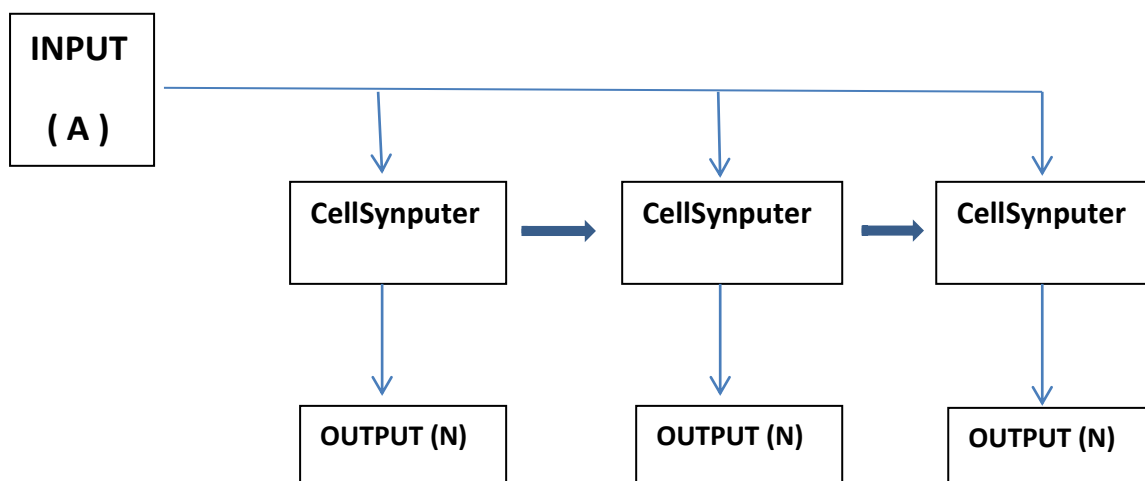 INPUT
( A )
CellSynputer
CellSynputer
CellSynputer
OUTPUT (N)
OUTPUT (N)
OUTPUT (N)